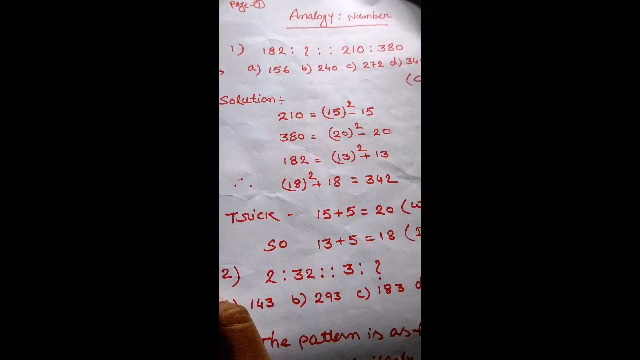 Page-①
Analogy: Number
1) 182 : ? : : 210 : 380
a) 156 b) 240 c) 272 d) 34
Solution :-
210 = (15)² - 15
380 = (20)² - 20
182 = (13)² + 13
∴ (18)² + 18 = 342
Trick - 15 + 5 = 20 (
So 13 + 5 = 18 (
2) 2 : 32 : : 3 : ?
143 b) 293 c) 183 d
The pattern is as